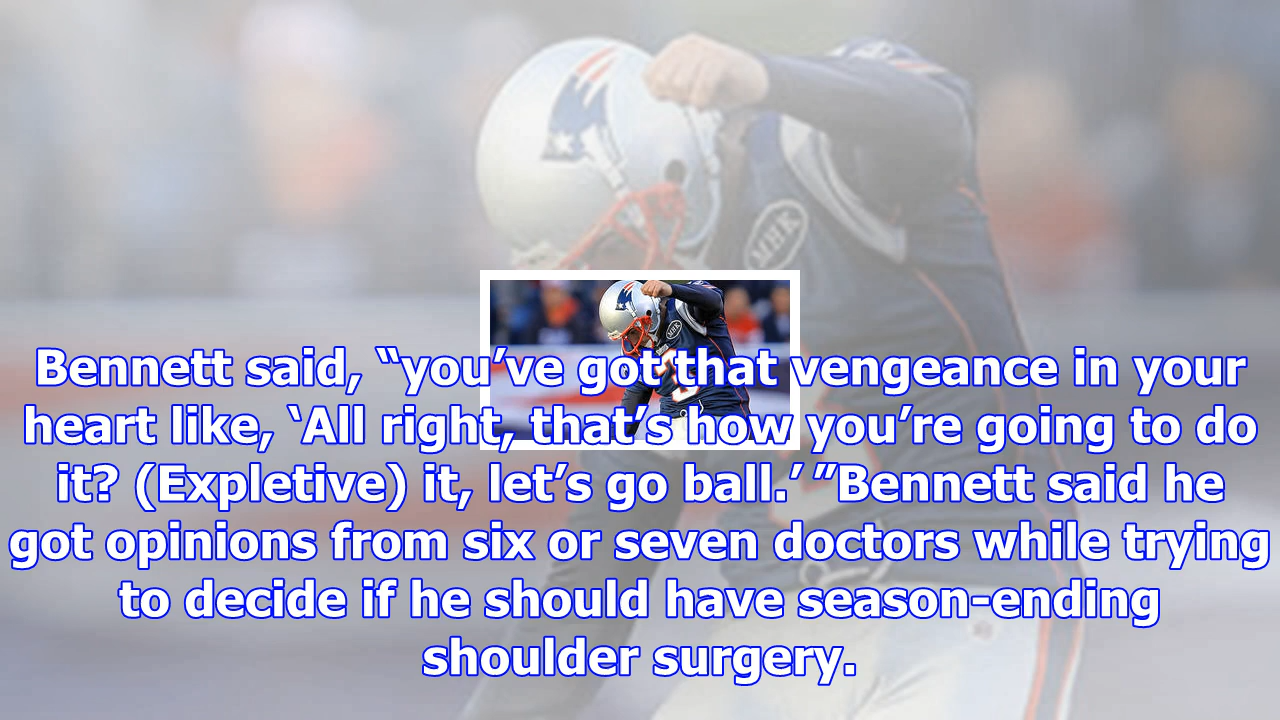 MHK
Bennett said, “you’ve got that vengeance in your
heart like, ‘All right, that’s how you’re going to do
it? (Expletive) it, let’s go ball.’ ”Bennett said he
got opinions from six or seven doctors while trying
to decide if he should have season-ending
shoulder surgery.